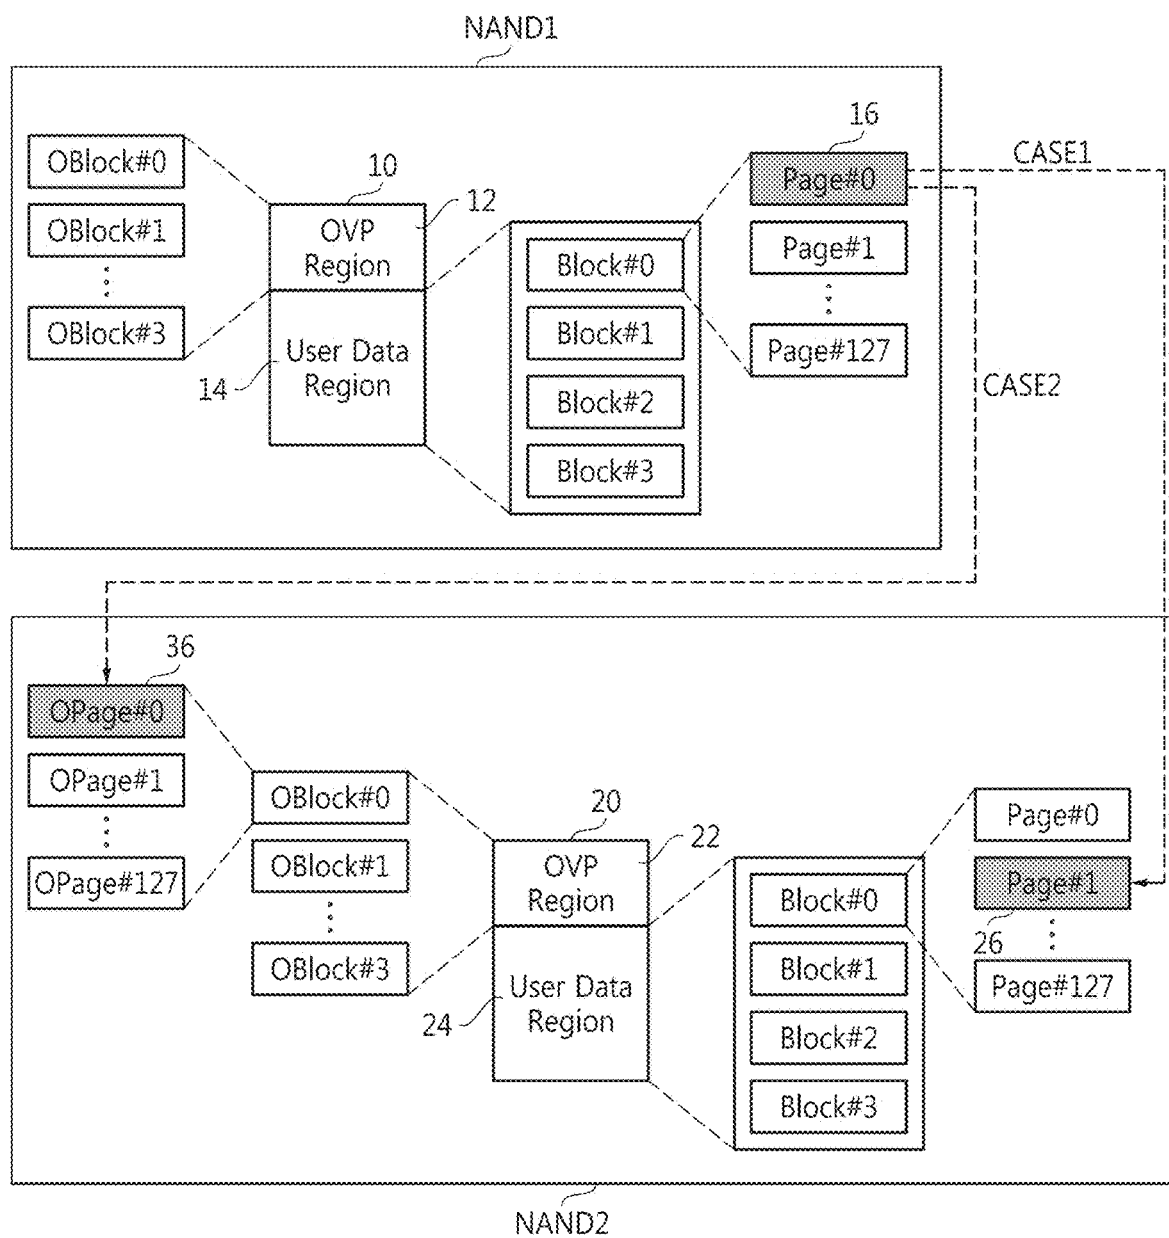 NAND1
16
OBlock#0
Page#0
CASE1
10
12
OBlock#1
OVP
Region
Block#0
Page#1
OBlock#3
User Data
Region
14
Block#1
Page#127
CASE2
Block#2
Block#3
36
OPage#0
OPage#1
OPage#127
OBlock#0
OBlock#1
OBlock#3
20
22
OVP
Region
User Data
Region
24
Block#0
Block#1
Block#2
Block#3
Page#0
Page#1
26
Page#127
NAND2